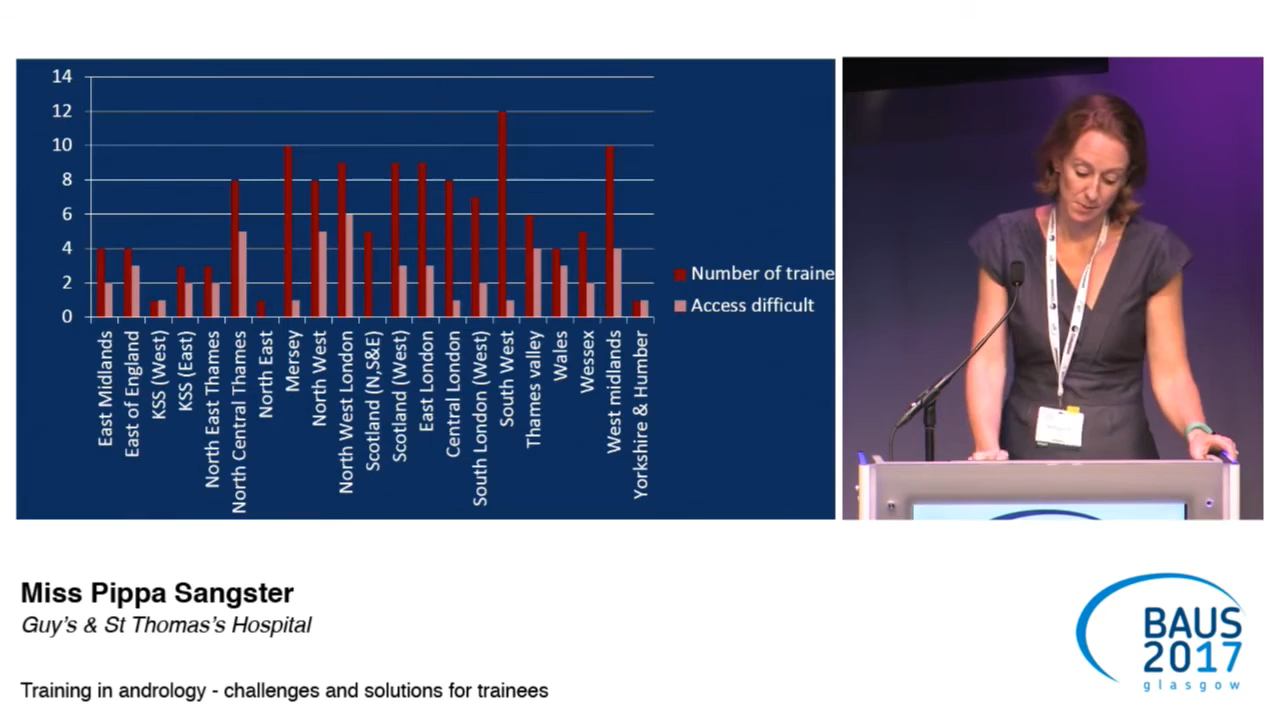 14
12
10
8
6
4
2
0
East Midlands
East of England
KSS (West)
KSS (East)
North East Thames
North Central Thames
North East
Mersey
North West
North West London
Scotland (N,S&E)
Scotland (West)
East London
Central London
South London (West)
South West
Thames valley
Wales
Wessex
West midlands
Yorkshire & Humber
Number of traine
Access difficult
Miss Pippa Sangster
Guy's & St Thomas's Hospital
Training in andrology - challenges and solutions for trainees
BAUS
2017
glasgow